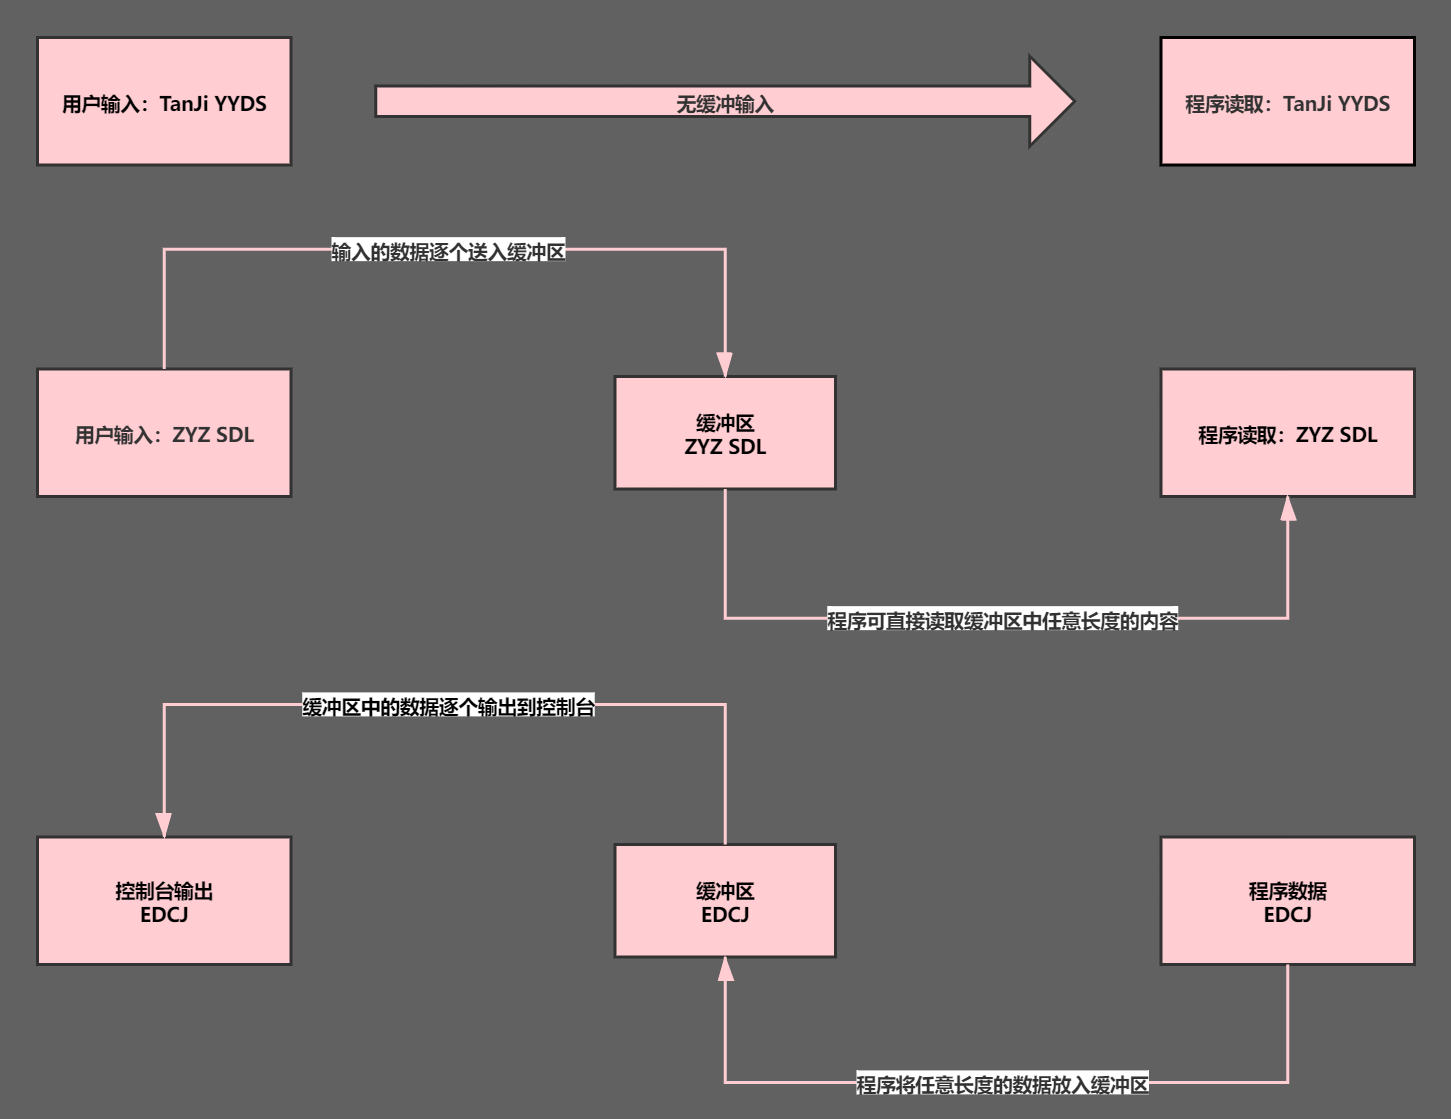 用户输入：TanJi YYDS
无缓冲输入
程序读取：TanJi YYDS
输入的数据逐个送入缓冲区
用户输入：ZYZ SDL
缓冲区
ZYZ SDL
程序读取：ZYZ SDL
程序可直接读取缓冲区中任意长度的内容
缓冲区中的数据逐个输出到控制台
控制台输出
EDCJ
缓冲区
EDCJ
程序数据
EDCJ
程序将任意长度的数据放入缓冲区